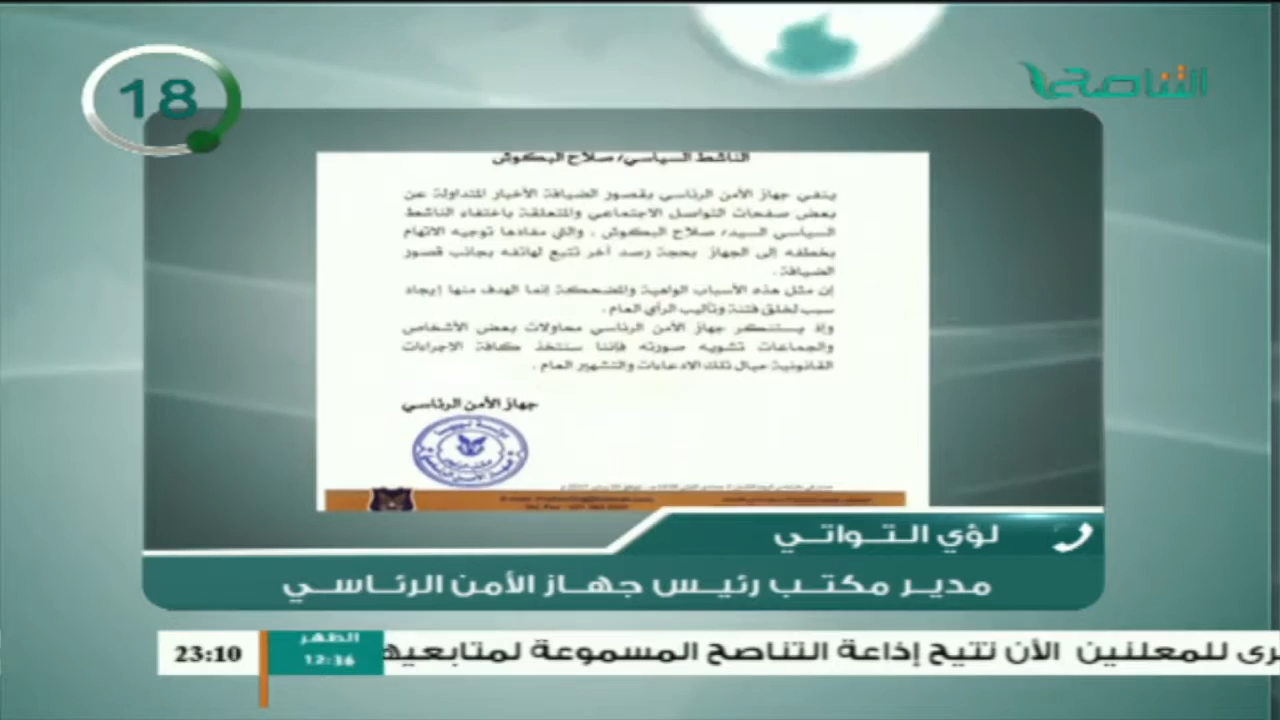 18
التناصح
الناشط السياسي/ صلاح البكوش
ينفي جهاز الأمن الرئاسي بقصور الضيافة الأخبار المتداولة عن
بعض صفحات التواصل الاجتماعي والمتعلقة باختفاء الناشط
السياسي السيد/ صلاح البكوش ، والتي مفادها توجيه الاتهام
بخطفه إلى الجهاز بحجة رصد آخر تتبع لهاتفه بجانب قصور
الضيافة .
إن مثل هذه الأسباب الواهية والمضحكة إنما الهدف منها إيجاد
سبب لخلق فتنة وتأليب الرأي العام .
وإذ يستنكر جهاز الأمن الرئاسي محاولات بعض الأشخاص
والجماعات تشويه صورته فإننا سنتخذ كافة الاجراءات
القانونية حيال تلك الادعاءات والتشهير العام .
جهاز الأمن الرئاسي
لؤي التواتي
مدير مكتب رئيس جهاز الأمن الرئاسي
رى للمعلنين الأن نتيح إذاعة التناصح المسموعة لمتابعيه
الظهر
12:36
23:10